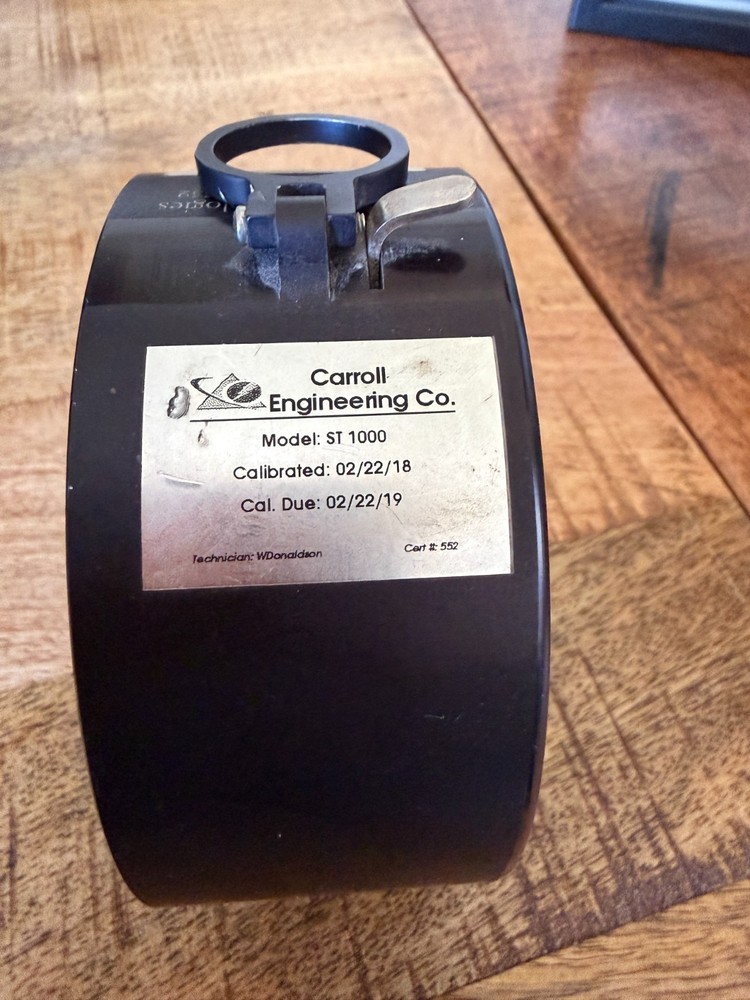 Carroll
Engineering Co.
Model: ST 1000
Calibrated: 02/22/18
Cal. Due: 02/22/19
Technician: WDonaldson
Cert #: 552